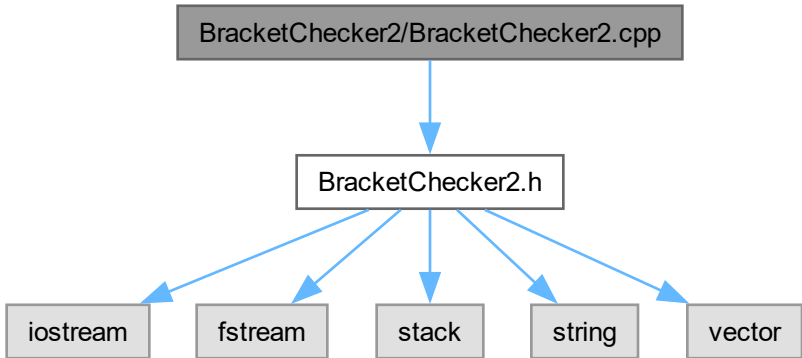 BracketChecker2/BracketChecker2.cpp
BracketChecker2.h
iostream
fstream
stack
string
vector